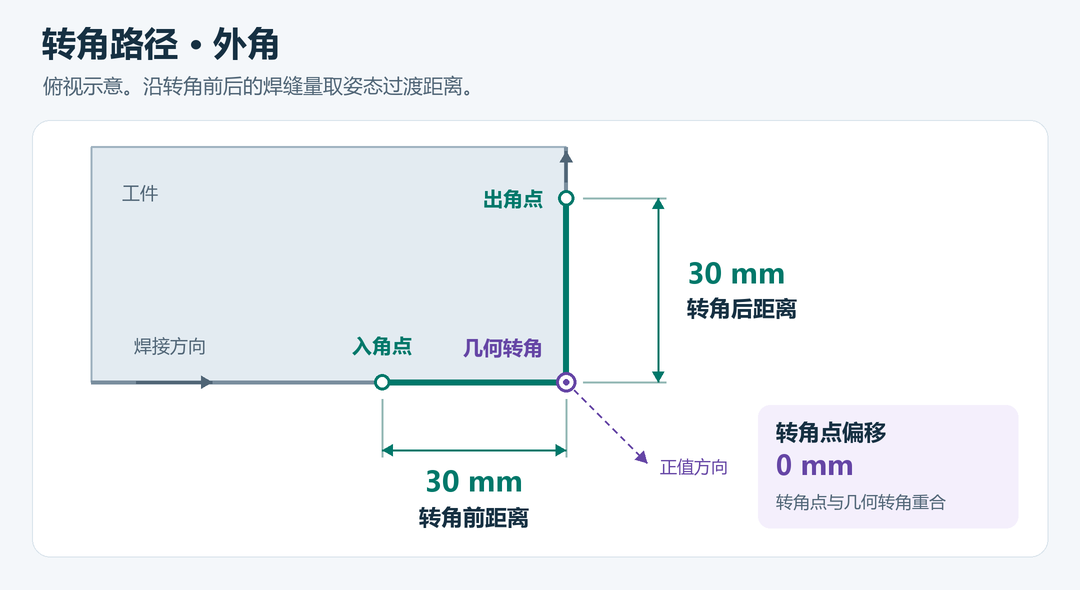 转角路径 • 外角
俯视示意。沿转角前后的焊缝量取姿态过渡距离。
工件
出角点
30 mm
转角后距离
焊接方向
入角点
几何转角
30 mm
转角前距离
正值方向
转角点偏移
0 mm
转角点与几何转角重合